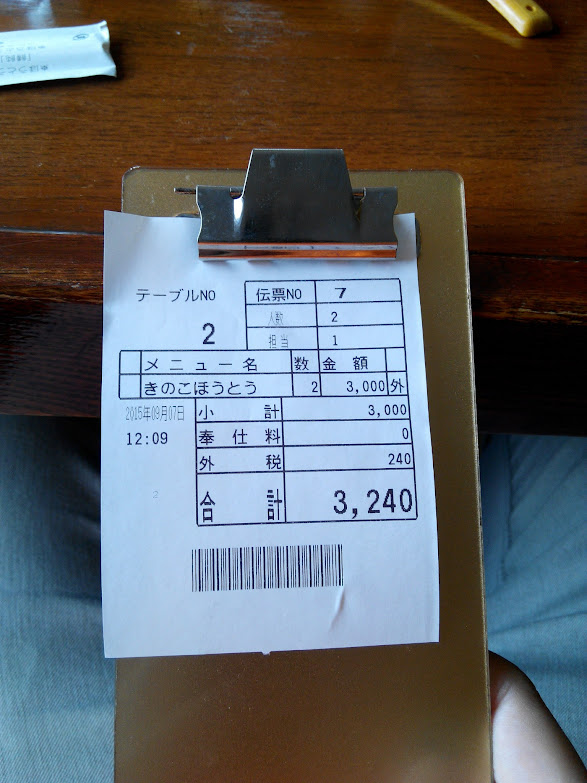 テーブルNO
2
伝票NO 7
人数 2
担当 1
メニュー名 数 金額
きのこほうとう 2 3,000 外
2015年09月07日
12:09
小計 3,000
奉仕料 0
外税 240
合計 3,240
2